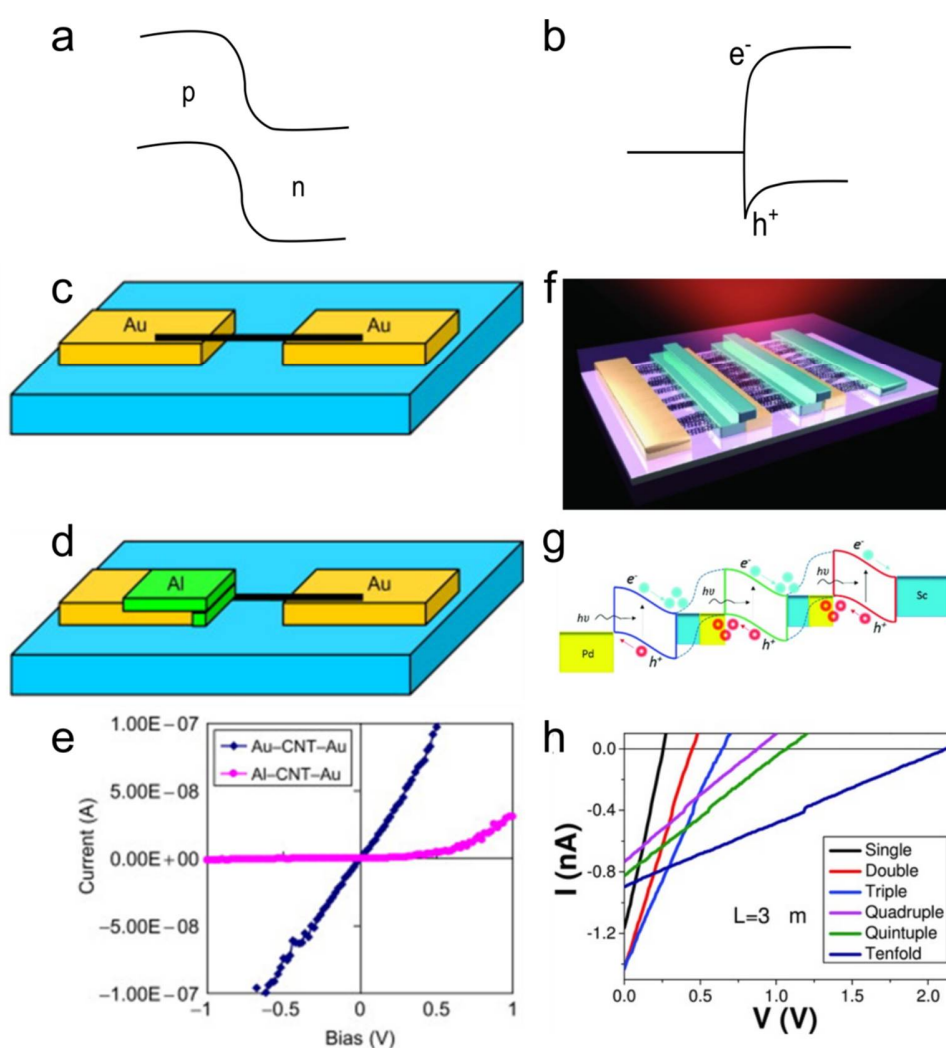 a
p
n
b
e-
h+
c
Au
Au
d
Al
Au
e
1.00E-07
5.00E-08
0.00E+00
-5.00E-08
-1.00E-07
Current (A)
Au-CNT-Au
Al-CNT-Au
-1
-0.5
0
0.5
1
Bias (V)
f
g
Pd
hυ
e-
h+
hυ
e-
h+
hυ
e-
h+
Sc
h
0.0
-0.4
-0.8
-1.2
I (nA)
Single
Double
Triple
Quadruple
Quintuple
Tenfold
L=3 m
0.0
0.5
1.0
1.5
2.0
V (V)